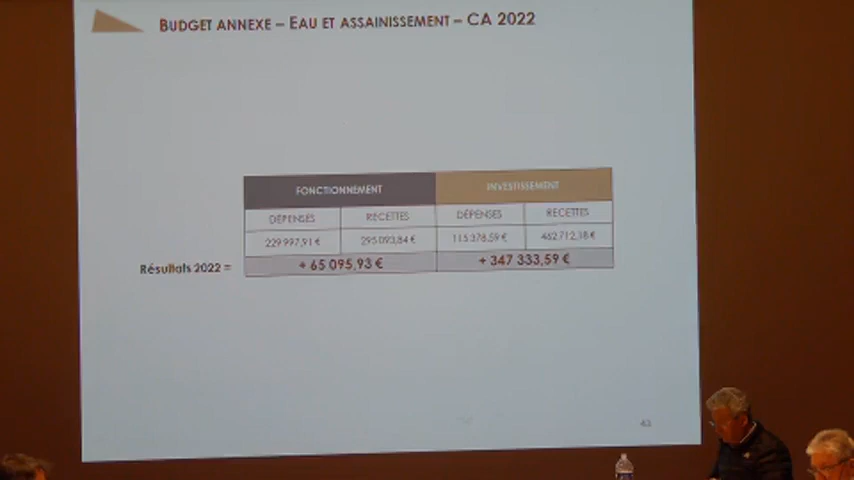 BUDGET ANNEXE – EAU ET ASSAINISSEMENT – CA 2022
FONCTIONNEMENT INVESTISSEMENT
DÉPENSES RECETTES DÉPENSES RECETTES
229 997,91 € 295 093,84 € 115 378,59 € 462 712,18 €
Résultats 2022 = + 65 095,93 € + 347 333,59 €
43